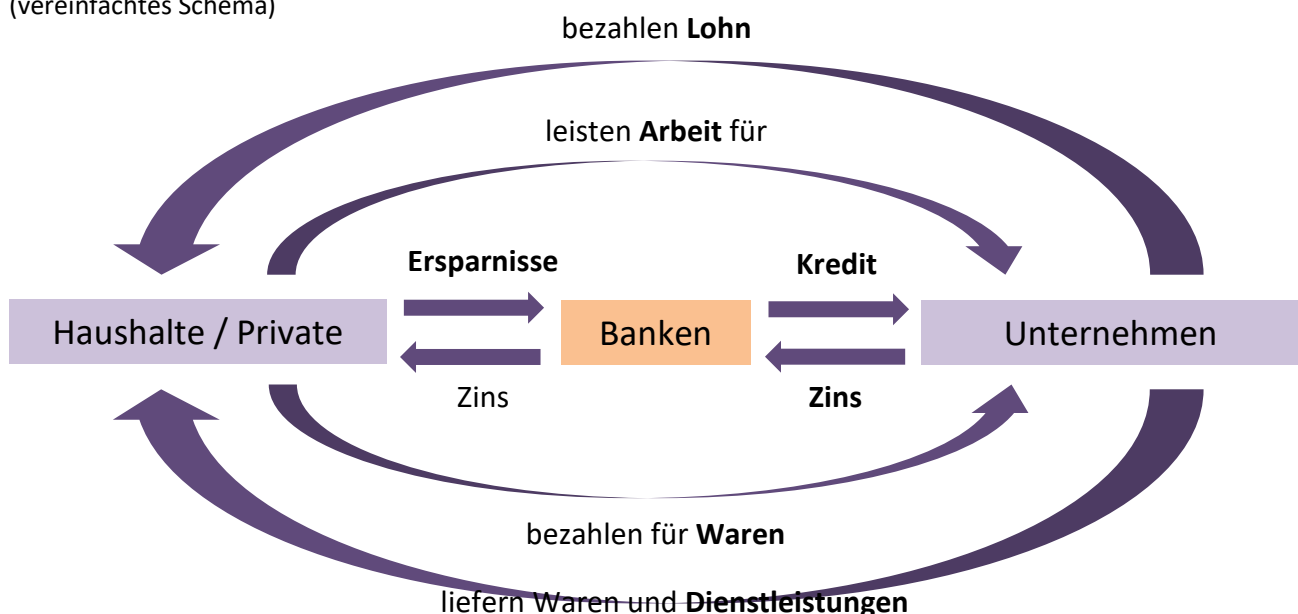 (vereinfachtes Schema)
bezahlen Lohn
leisten Arbeit für
Ersparnisse
Kredit
Haushalte / Private
Banken
Unternehmen
Zins
Zins
bezahlen für Waren
liefern Waren und Dienstleistungen